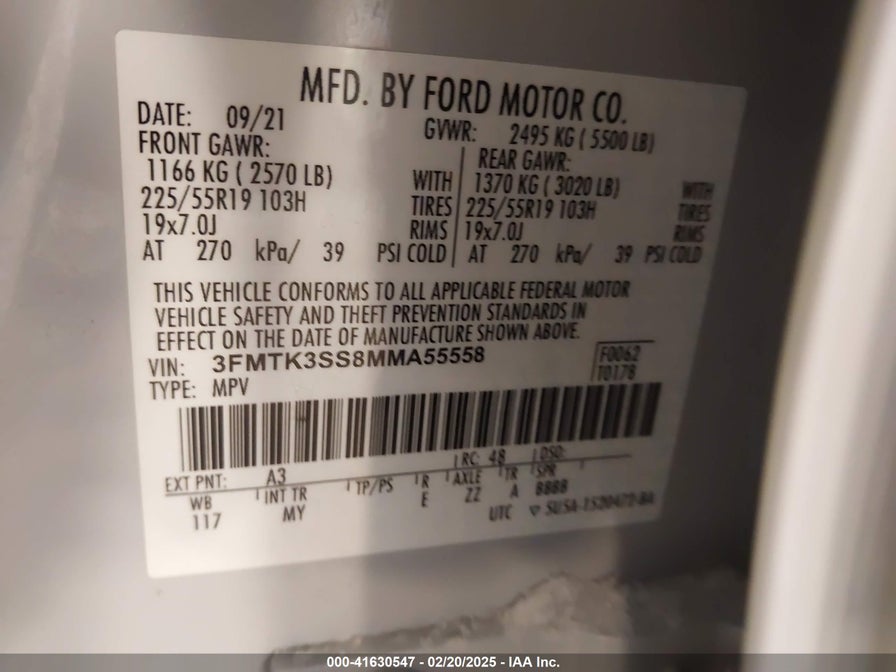 MFD. BY FORD MOTOR CO.
DATE: 09/21 GVWR: 2495 KG ( 5500 LB)
FRONT GAWR: REAR GAWR:
1166 KG ( 2570 LB) WITH 1370 KG ( 3020 LB) WITH
225/55R19 103H TIRES 225/55R19 103H TIRES
19x7.0J RIMS 19x7.0J RIMS
AT 270 kPa/ 39 PSI COLD AT 270 kPa/ 39 PSI COLD
THIS VEHICLE CONFORMS TO ALL APPLICABLE FEDERAL MOTOR
VEHICLE SAFETY AND THEFT PREVENTION STANDARDS IN
EFFECT ON THE DATE OF MANUFACTURE SHOWN ABOVE.
VIN: 3FMTK3SS8MMA55558 F0062
TYPE: MPV T0178
EXT PNT: A3 RC: 48 DSO:
WB INT TR TP/PS R AXLE TR SPR
117 MY E ZZ A 8888
UTC ▽ 5U5A-1520472-BA
000-41630547 - 02/20/2025 - IAA Inc.